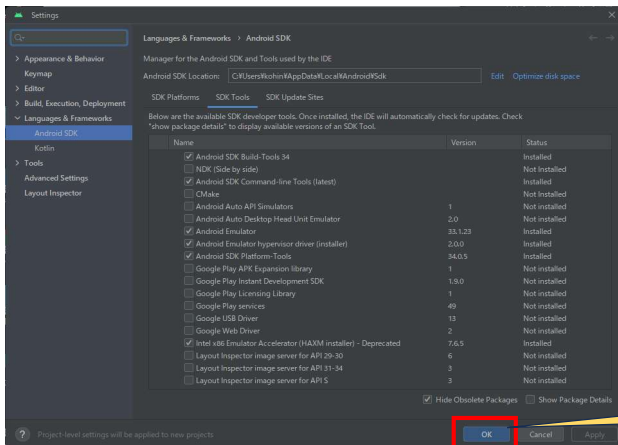 Settings
Languages & Frameworks › Android SDK
Appearance & Behavior
Keymap
Editor
Build, Execution, Deployment
Languages & Frameworks
Android SDK
Kotlin
Tools
Advanced Settings
Layout Inspector
Manager for the Android SDK and Tools used by the IDE
Android SDK Location: C:¥Users¥kohin¥AppData¥Local¥Android¥Sdk Edit Optimize disk space
SDK Platforms SDK Tools SDK Update Sites
Below are the available SDK developer tools. Once installed, the IDE will automatically check for updates. Check
"show package details" to display available versions of an SDK Tool.
Name Version Status
Android SDK Build-Tools 34 Installed
NDK (Side by side) Not Installed
Android SDK Command-line Tools (latest) Installed
CMake Not Installed
Android Auto API Simulators 1 Not installed
Android Auto Desktop Head Unit Emulator 2.0 Not installed
Android Emulator 33.1.23 Installed
Android Emulator hypervisor driver (installer) 2.0.0 Installed
Android SDK Platform-Tools 34.0.5 Installed
Google Play APK Expansion library 1 Not installed
Google Play Instant Development SDK 1.9.0 Not installed
Google Play Licensing Library 1 Not installed
Google Play services 49 Not installed
Google USB Driver 13 Not installed
Google Web Driver 2 Not installed
Intel x86 Emulator Accelerator (HAXM installer) - Deprecated 7.6.5 Installed
Layout Inspector image server for API 29-30 6 Not installed
Layout Inspector image server for API 31-34 3 Not installed
Layout Inspector image server for API S 3 Not installed
Hide Obsolete Packages Show Package Details
? Project-level settings will be applied to new projects
OK Cancel Apply